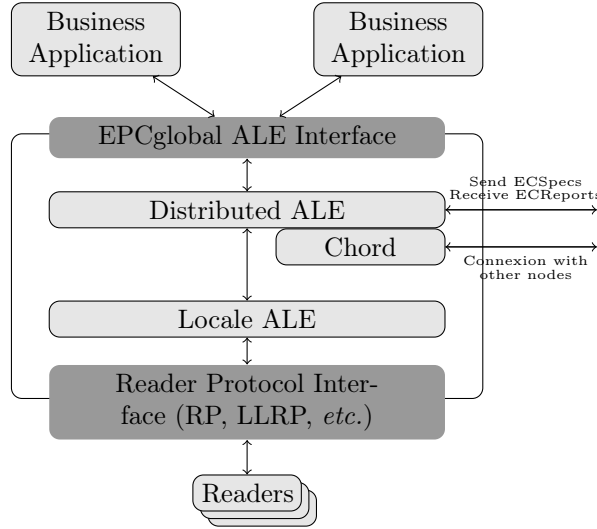 Business
Application
Business
Application
EPCglobal ALE Interface
Send ECSpecs
Receive ECReports
Distributed ALE
Chord
Connexion with
other nodes
Locale ALE
Reader Protocol Inter-
face (RP, LLRP, etc.)
Readers